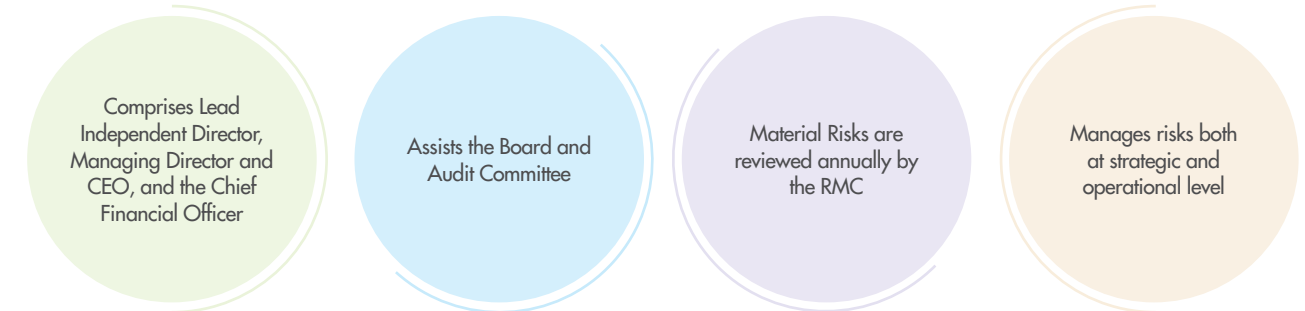 Comprises Lead
Independent Director,
Managing Director and
CEO, and the Chief
Financial Officer
Assists the Board and
Audit Committee
Material Risks are
reviewed annually by
the RMC
Manages risks both
at strategic and
operational level